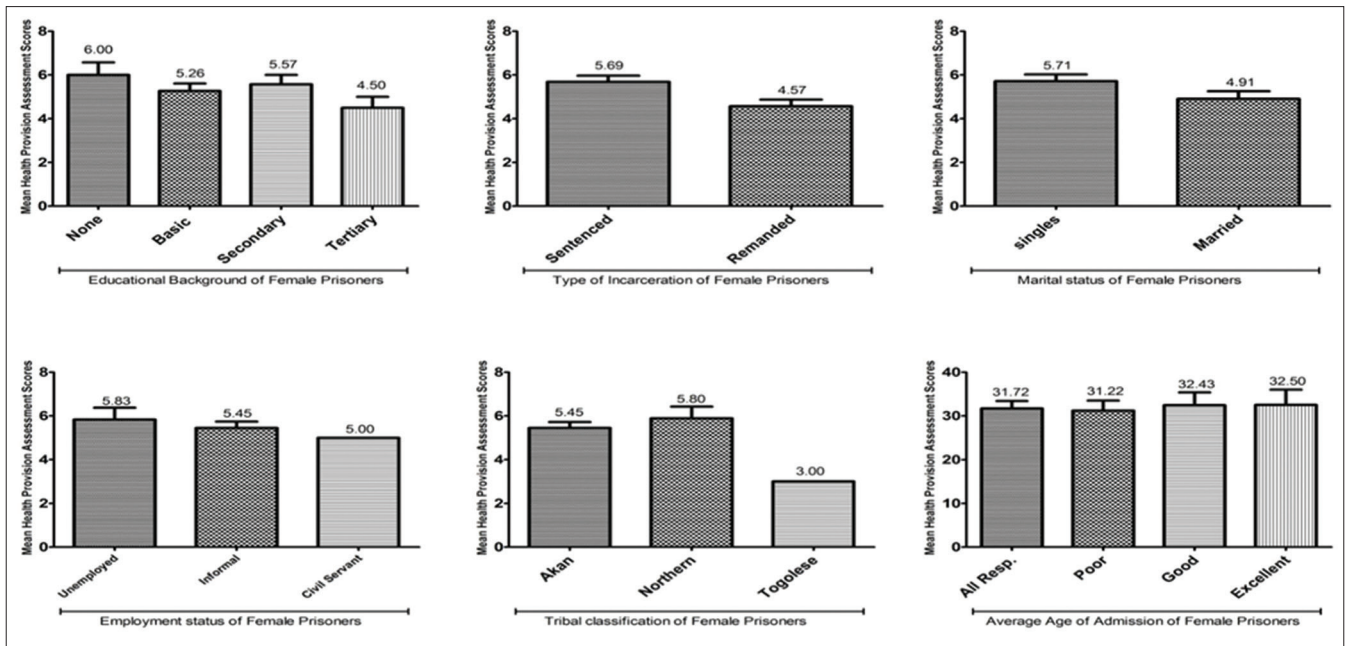 Mean Health Provision Assessment Scores
8
6
4
2
0
6.00
5.26
5.57
4.50
None
Basic
Secondary
Tertiary
Educational Background of Female Prisoners
Mean Health Provision Assessment Scores
8
6
4
2
0
5.69
4.57
Sentenced
Remanded
Type of Incarceration of Female Prisoners
Mean Health Provision Assessment Scores
8
6
4
2
0
5.71
4.91
singles
Married
Marital status of Female Prisoners
Mean Health Provision Assessment Scores
8
6
4
2
0
5.83
5.45
5.00
Unemployed
Informal
Civil Servant
Employment status of Female Prisoners
Mean Health Provision Assessment Scores
8
6
4
2
0
5.45
5.80
3.00
Akan
Northern
Togolese
Tribal classification of Female Prisoners
Mean Health Provision Assessment Scores
40
30
20
10
0
31.72
31.22
32.43
32.50
All Resp.
Poor
Good
Excellent
Average Age of Admission of Female Prisoners